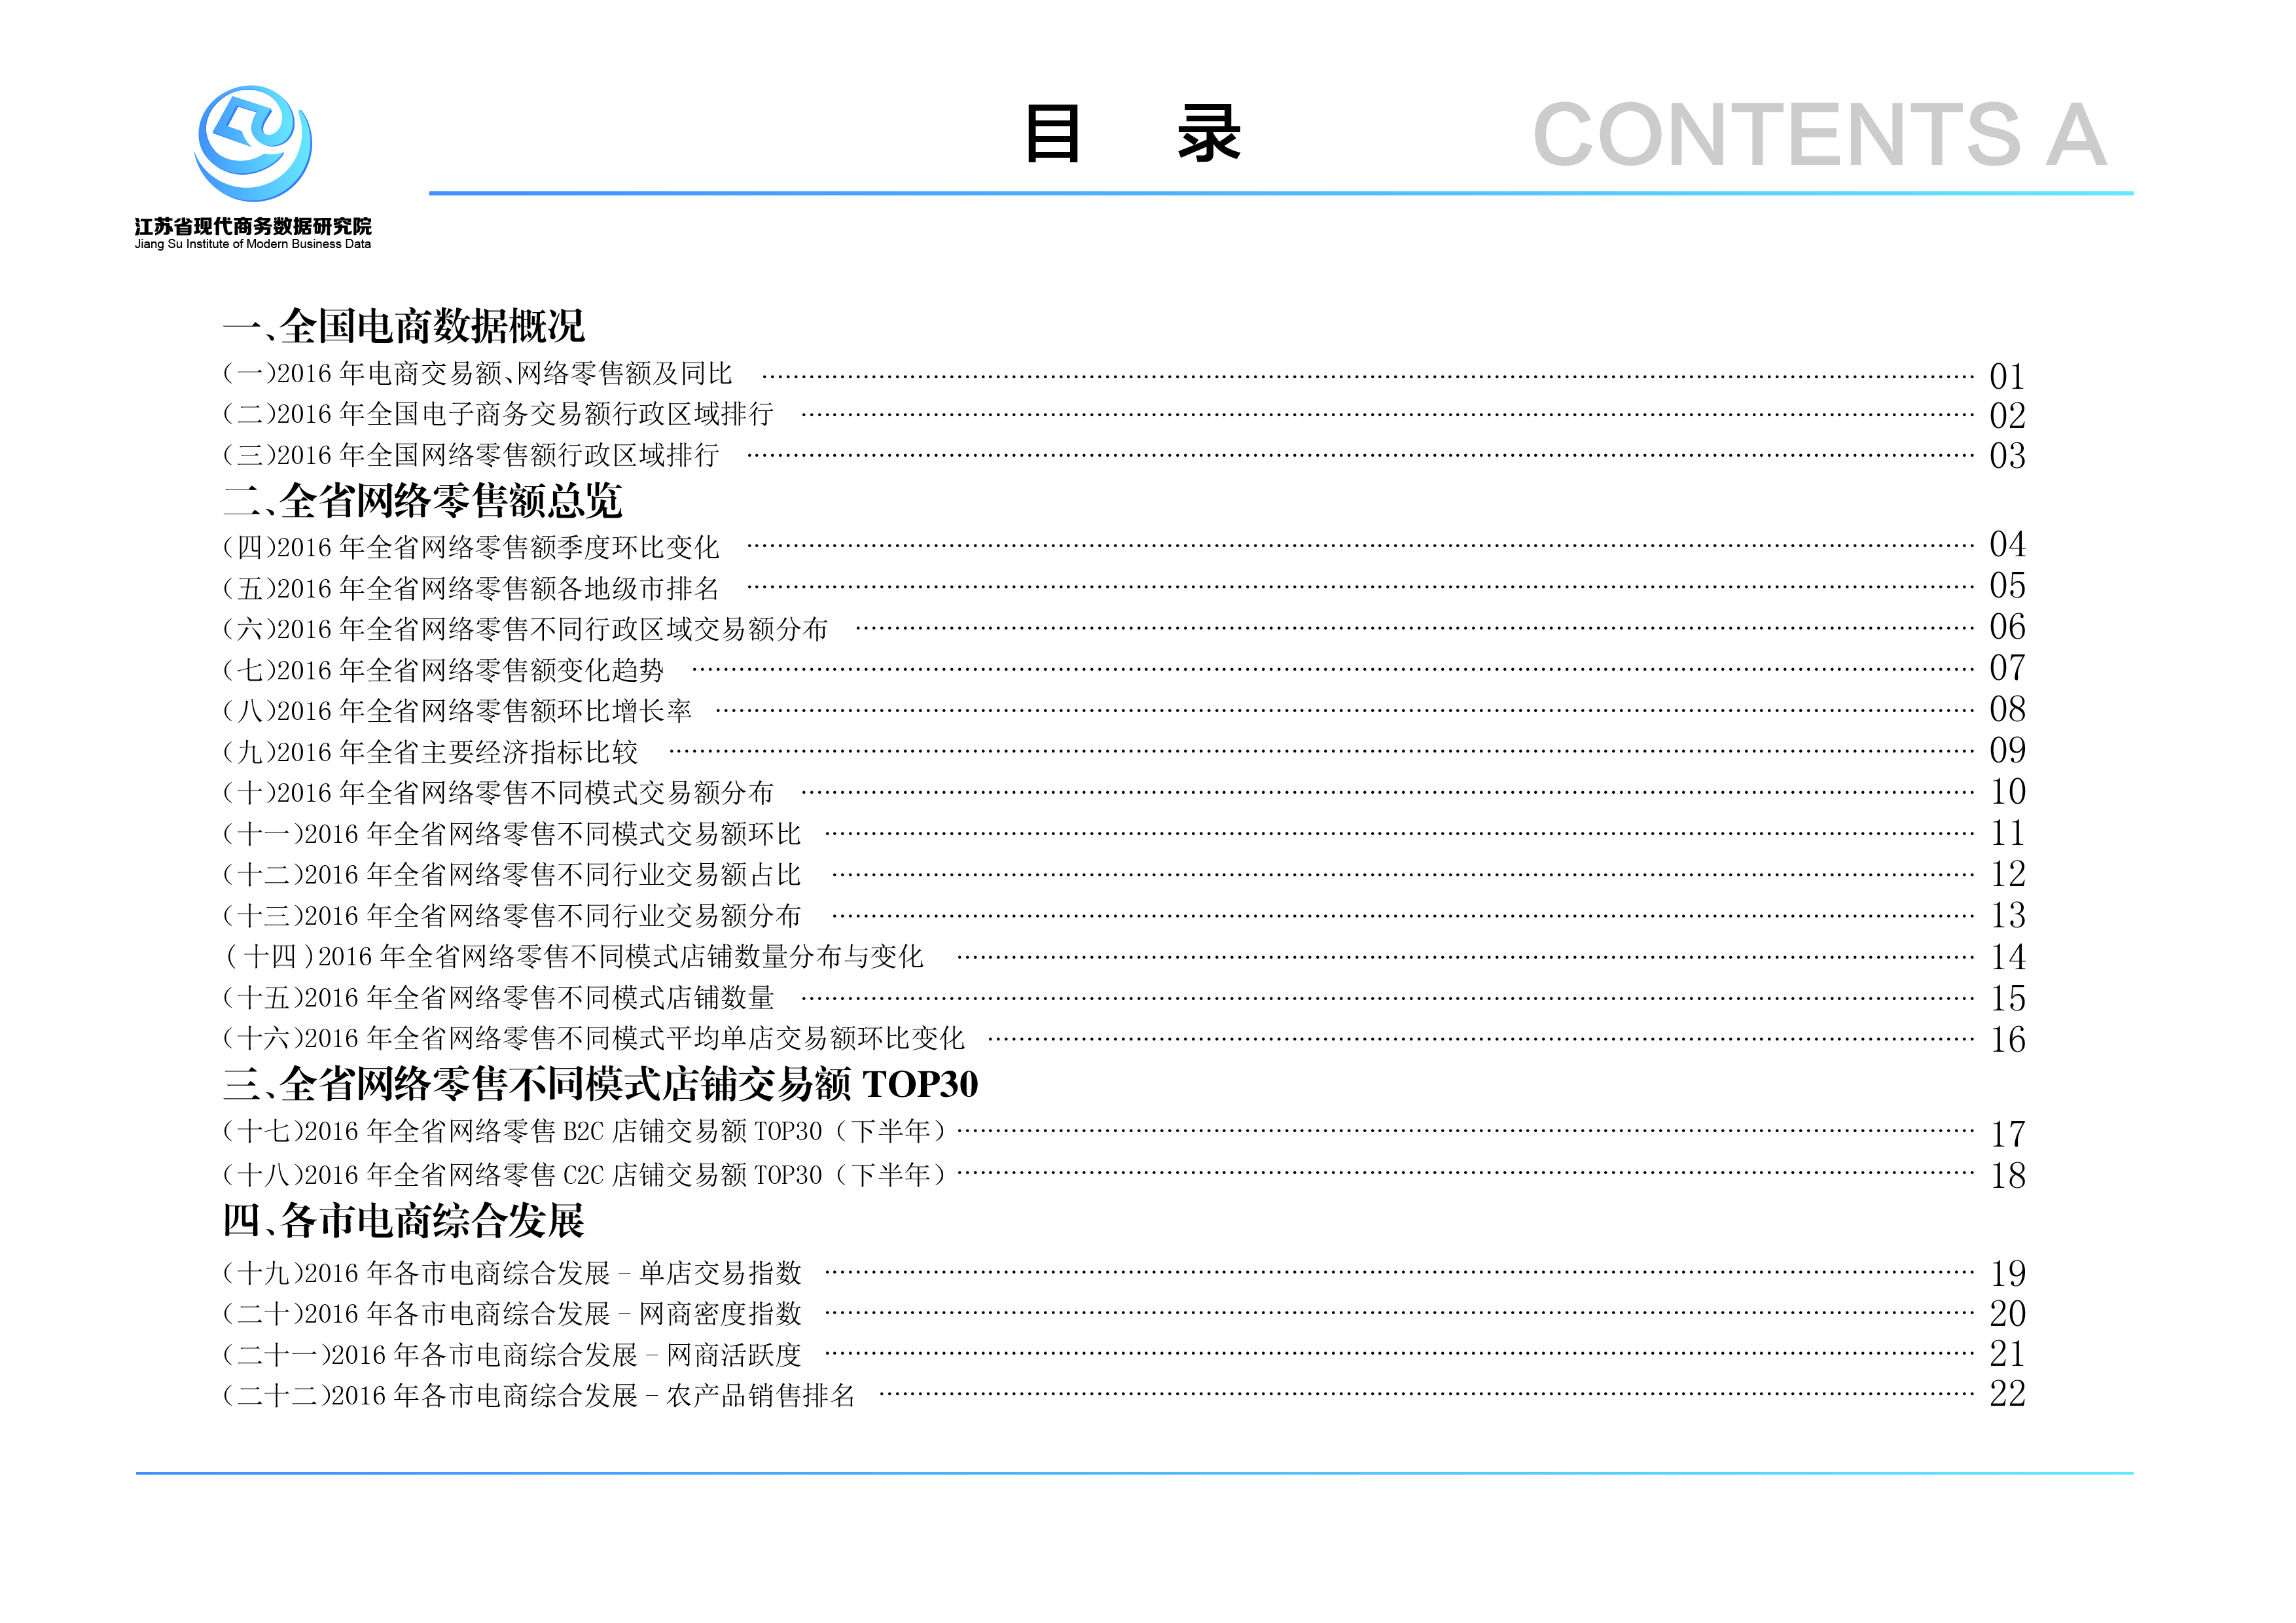 目 录
CONTENTS A
江苏省现代商务数据研究院
Jiang Su Institute of Modern Business Data
一、全国电商数据概况
(一)2016 年电商交易额、网络零售额及同比 …… 01
(二)2016 年全国电子商务交易额行政区域排行 …… 02
(三)2016 年全国网络零售额行政区域排行 …… 03
二、全省网络零售额总览
(四)2016 年全省网络零售额季度环比变化 …… 04
(五)2016 年全省网络零售额各地级市排名 …… 05
(六)2016 年全省网络零售不同行政区域交易额分布 …… 06
(七)2016 年全省网络零售额变化趋势 …… 07
(八)2016 年全省网络零售额环比增长率 …… 08
(九)2016 年全省主要经济指标比较 …… 09
(十)2016 年全省网络零售不同模式交易额分布 …… 10
(十一)2016 年全省网络零售不同模式交易额环比 …… 11
(十二)2016 年全省网络零售不同行业交易额占比 …… 12
(十三)2016 年全省网络零售不同行业交易额分布 …… 13
(十四)2016 年全省网络零售不同模式店铺数量分布与变化 …… 14
(十五)2016 年全省网络零售不同模式店铺数量 …… 15
(十六)2016 年全省网络零售不同模式平均单店交易额环比变化 …… 16
三、全省网络零售不同模式店铺交易额 TOP30
(十七)2016 年全省网络零售 B2C 店铺交易额 TOP30（下半年） …… 17
(十八)2016 年全省网络零售 C2C 店铺交易额 TOP30（下半年） …… 18
四、各市电商综合发展
(十九)2016 年各市电商综合发展 – 单店交易指数 …… 19
(二十)2016 年各市电商综合发展 – 网商密度指数 …… 20
(二十一)2016 年各市电商综合发展 – 网商活跃度 …… 21
(二十二)2016 年各市电商综合发展 – 农产品销售排名 …… 22